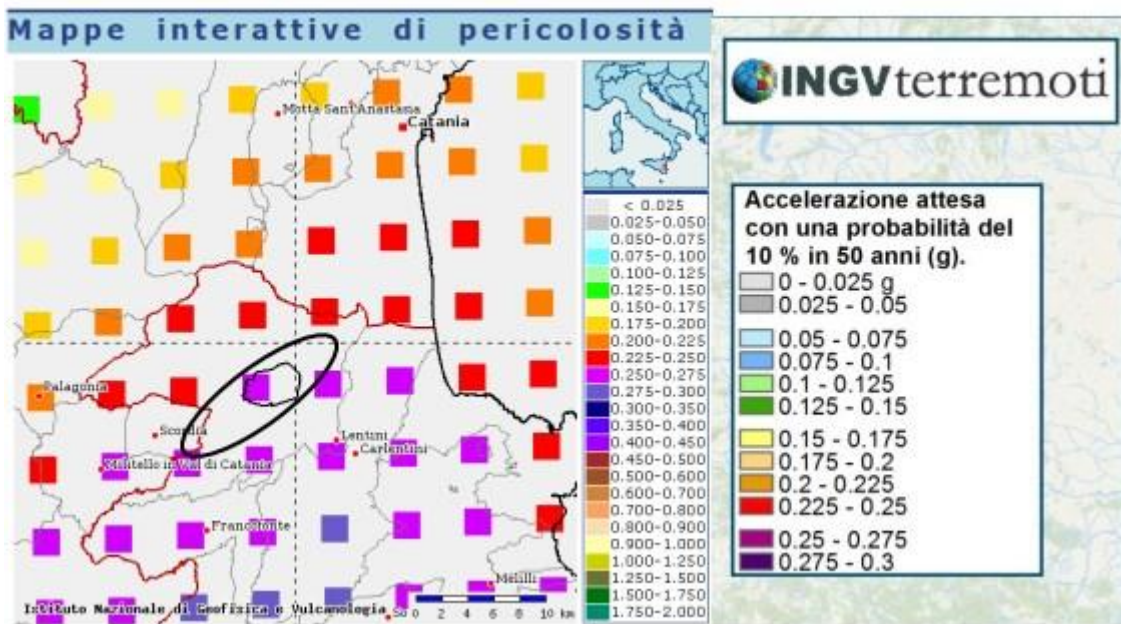 Mappe interattive di pericolosità
Motta Sant'Anastasia
Catania
Palagonia
Scordia
Lentini
Carlentini
Militello in Val di Catania
Francofonte
Melilli
Istituto Nazionale di Geofisica e Vulcanologia
So
0 2 4 6 8 10 km
< 0.025
0.025-0.050
0.050-0.075
0.075-0.100
0.100-0.125
0.125-0.150
0.150-0.175
0.175-0.200
0.200-0.225
0.225-0.250
0.250-0.275
0.275-0.300
0.300-0.350
0.350-0.400
0.400-0.450
0.450-0.500
0.500-0.600
0.600-0.700
0.700-0.800
0.800-0.900
0.900-1.000
1.000-1.250
1.250-1.500
1.500-1.750
1.750-2.000
INGVterremoti
Accelerazione attesa
con una probabilità del
10 % in 50 anni (g).
0 - 0.025 g
0.025 - 0.05
0.05 - 0.075
0.075 - 0.1
0.1 - 0.125
0.125 - 0.15
0.15 - 0.175
0.175 - 0.2
0.2 - 0.225
0.225 - 0.25
0.25 - 0.275
0.275 - 0.3